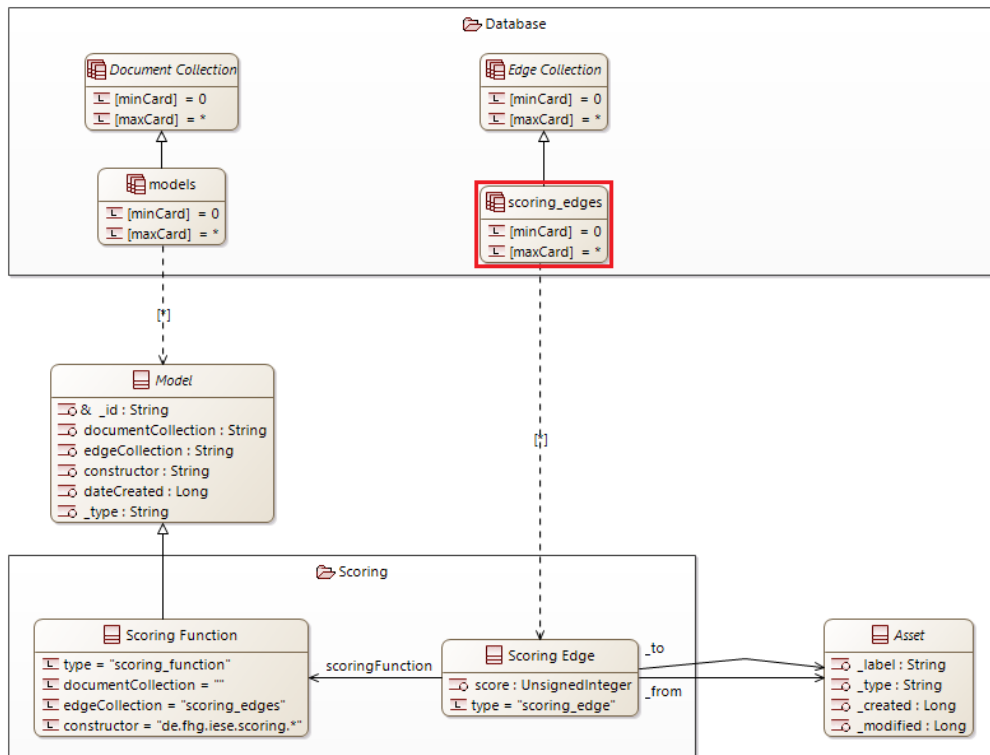 Database
Document Collection
[minCard] = 0
[maxCard] = *
Edge Collection
[minCard] = 0
[maxCard] = *
models
[minCard] = 0
[maxCard] = *
scoring_edges
[minCard] = 0
[maxCard] = *
[*]
[*]
Model
& _id : String
documentCollection : String
edgeCollection : String
constructor : String
dateCreated : Long
_type : String
Scoring
Scoring Function
type = "scoring_function"
documentCollection = ""
edgeCollection = "scoring_edges"
constructor = "de.fhg.iese.scoring.*"
scoringFunction
Scoring Edge
score : UnsignedInteger
type = "scoring_edge"
_to
_from
Asset
_label : String
_type : String
_created : Long
_modified : Long